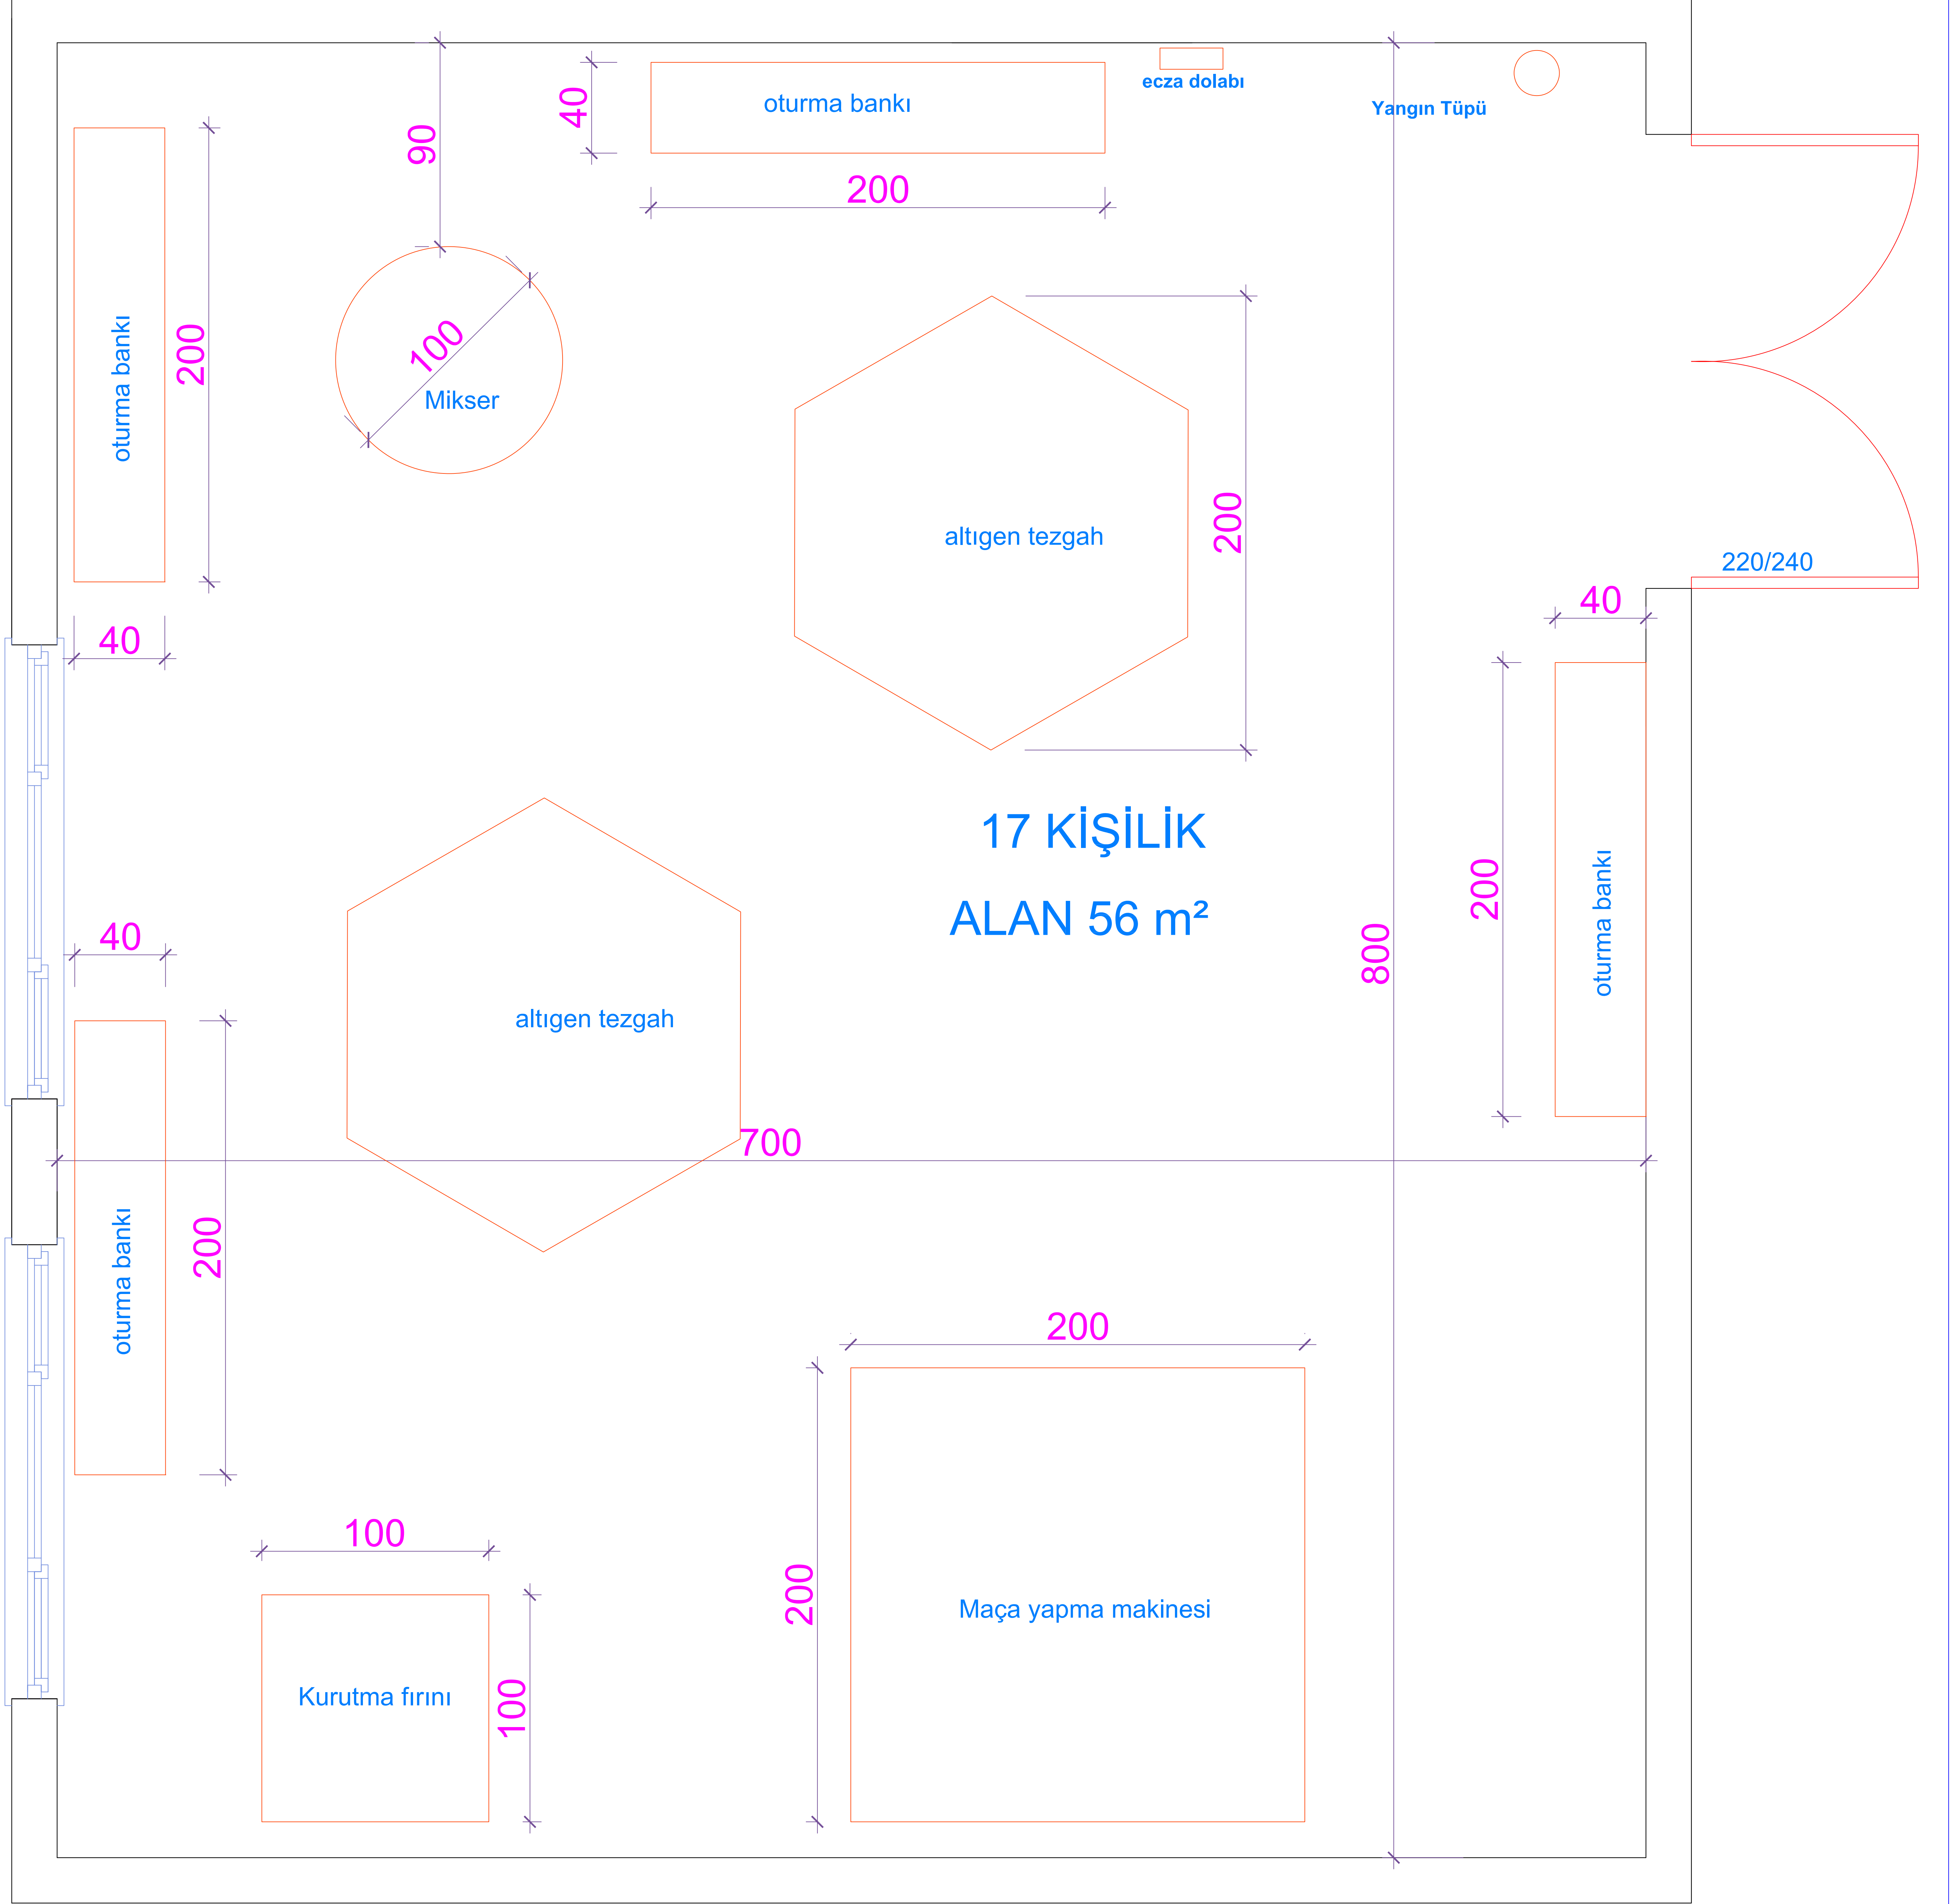 40
oturma bankı
200
ecza dolabı
Yangın Tüpü
90
200
oturma bankı
40
100
Mikser
altıgen tezgah
200
220/240
40
200
oturma bankı
17 KİŞİLİK
ALAN 56 m²
800
40
200
oturma bankı
altıgen tezgah
700
200
200
Maça yapma makinesi
100
100
Kurutma fırını